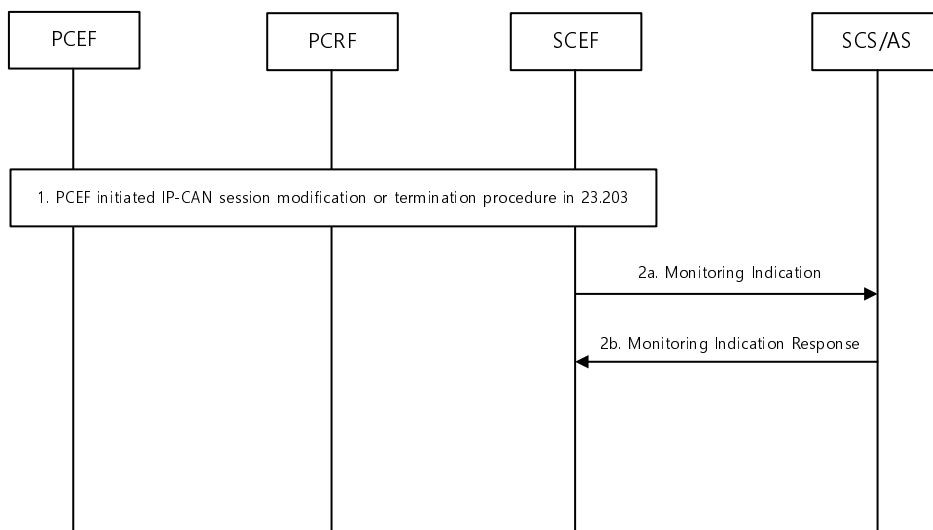 PCEF
PCRF
SCEF
SCS/AS
1. PCEF initiated IP-CAN session modification or termination procedure in 23.203
2a. Monitoring Indication
2b. Monitoring Indication Response